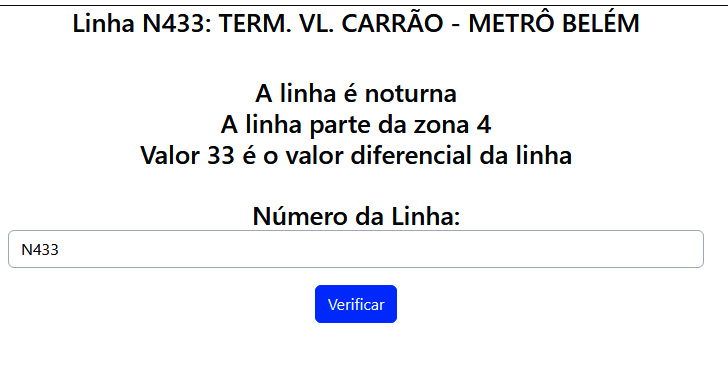 Linha N433: TERM. VL. CARRÃO - METRÔ BELÉM
A linha é noturna
A linha parte da zona 4
Valor 33 é o valor diferencial da linha
Número da Linha:
N433
Verificar